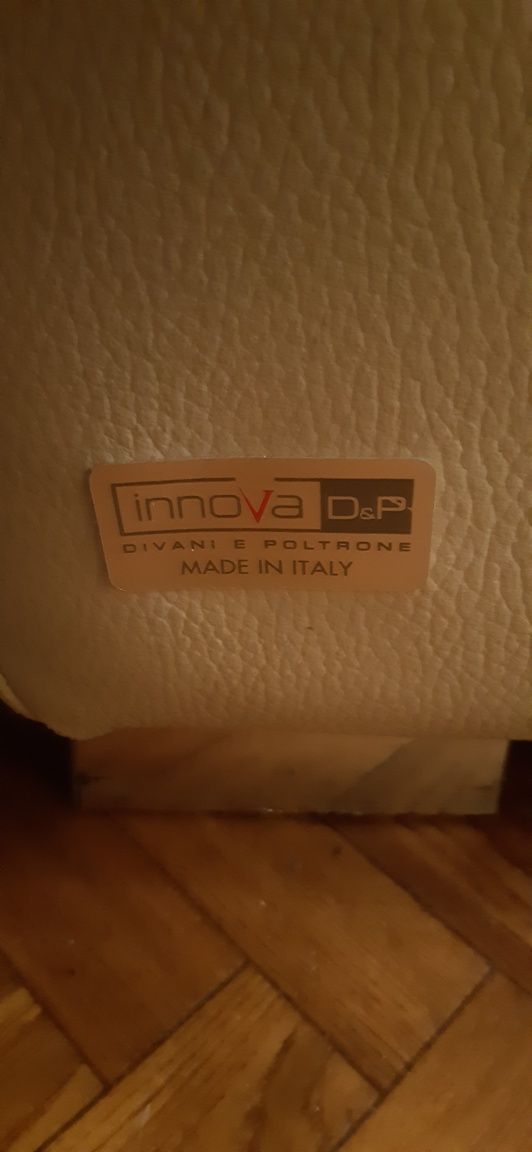 innoVa D&P
DIVANI E POLTRONE
MADE IN ITALY